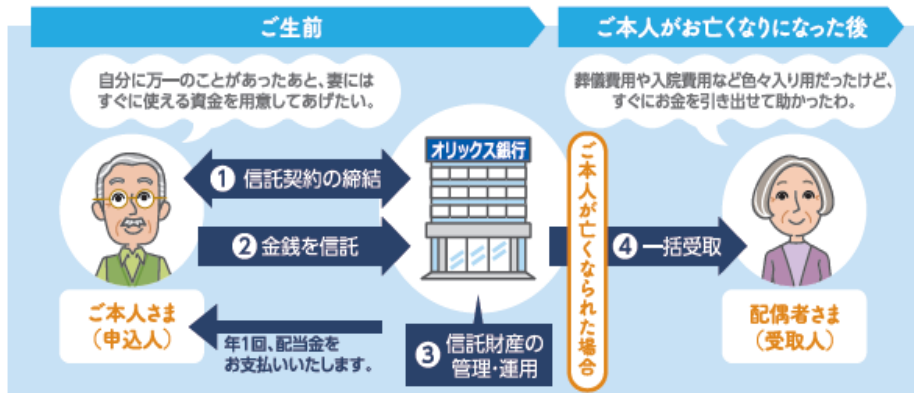 ご生前
ご本人がお亡くなりになった後
自分に万一のことがあったあと、妻には
すぐに使える資金を用意してあげたい。
葬儀費用や入院費用など色々入り用だったけど、
すぐにお金を引き出せて助かったわ。
オリックス銀行
1 信託契約の締結
2 金銭を信託
ご本人が亡くなられた場合
4 一括受取
ご本人さま
（申込人）
年1回、配当金を
お支払いいたします。
3 信託財産の
管理・運用
配偶者さま
（受取人）